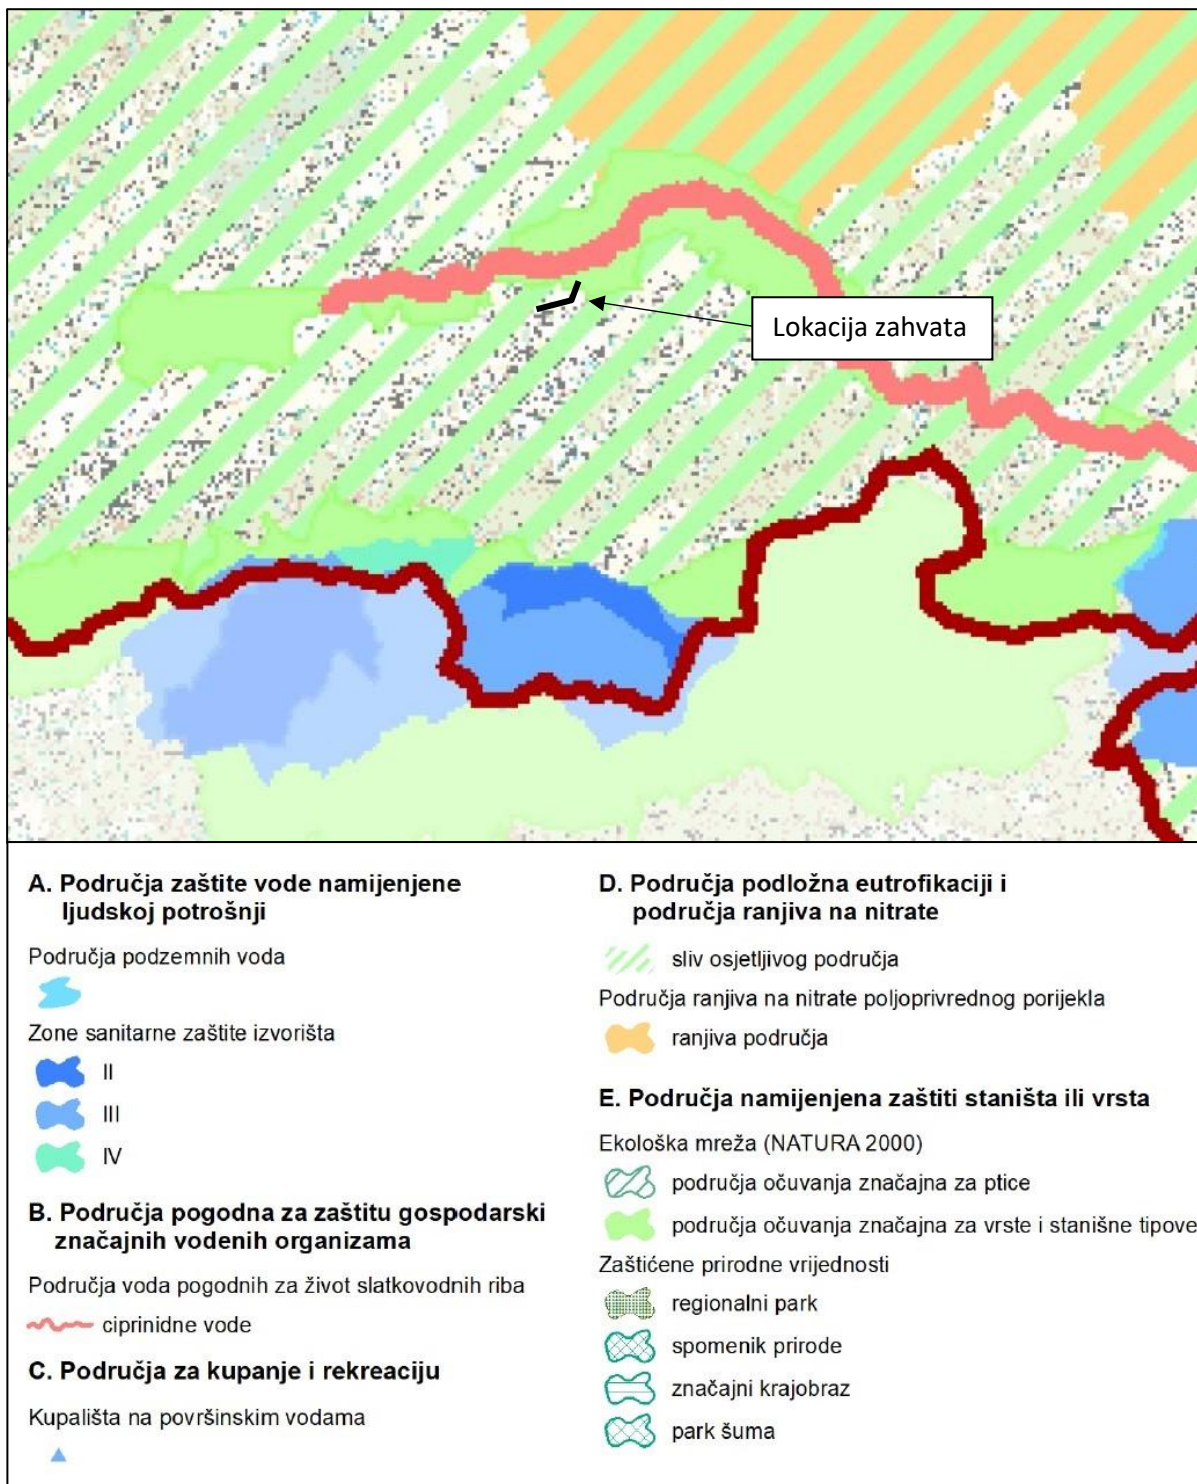 Lokacija zahvata
A. Područja zaštite vode namijenjene
ljudskoj potrošnji
Područja podzemnih voda
Zone sanitarne zaštite izvorišta
II
III
IV
B. Područja pogodna za zaštitu gospodarski
značajnih vodenih organizama
Područja voda pogodnih za život slatkovodnih riba
ciprinidne vode
C. Područja za kupanje i rekreaciju
Kupališta na površinskim vodama
D. Područja podložna eutrofikaciji i
područja ranjiva na nitrate
sliv osjetljivog područja
Područja ranjiva na nitrate poljoprivrednog porijekla
ranjiva područja
E. Područja namijenjena zaštiti staništa ili vrsta
Ekološka mreža (NATURA 2000)
područja očuvanja značajna za ptice
područja očuvanja značajna za vrste i stanišne tipove
Zaštićene prirodne vrijednosti
regionalni park
spomenik prirode
značajni krajobraz
park šuma